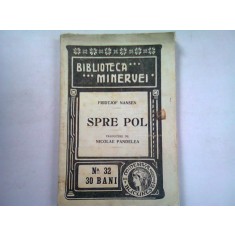 BIBLIOTECA
MINERVEI
FRIDTJOF NANSEN
SPRE POL
TRADUCERE DE
NICOLAE PANDELEA
No. 32
30 BANI